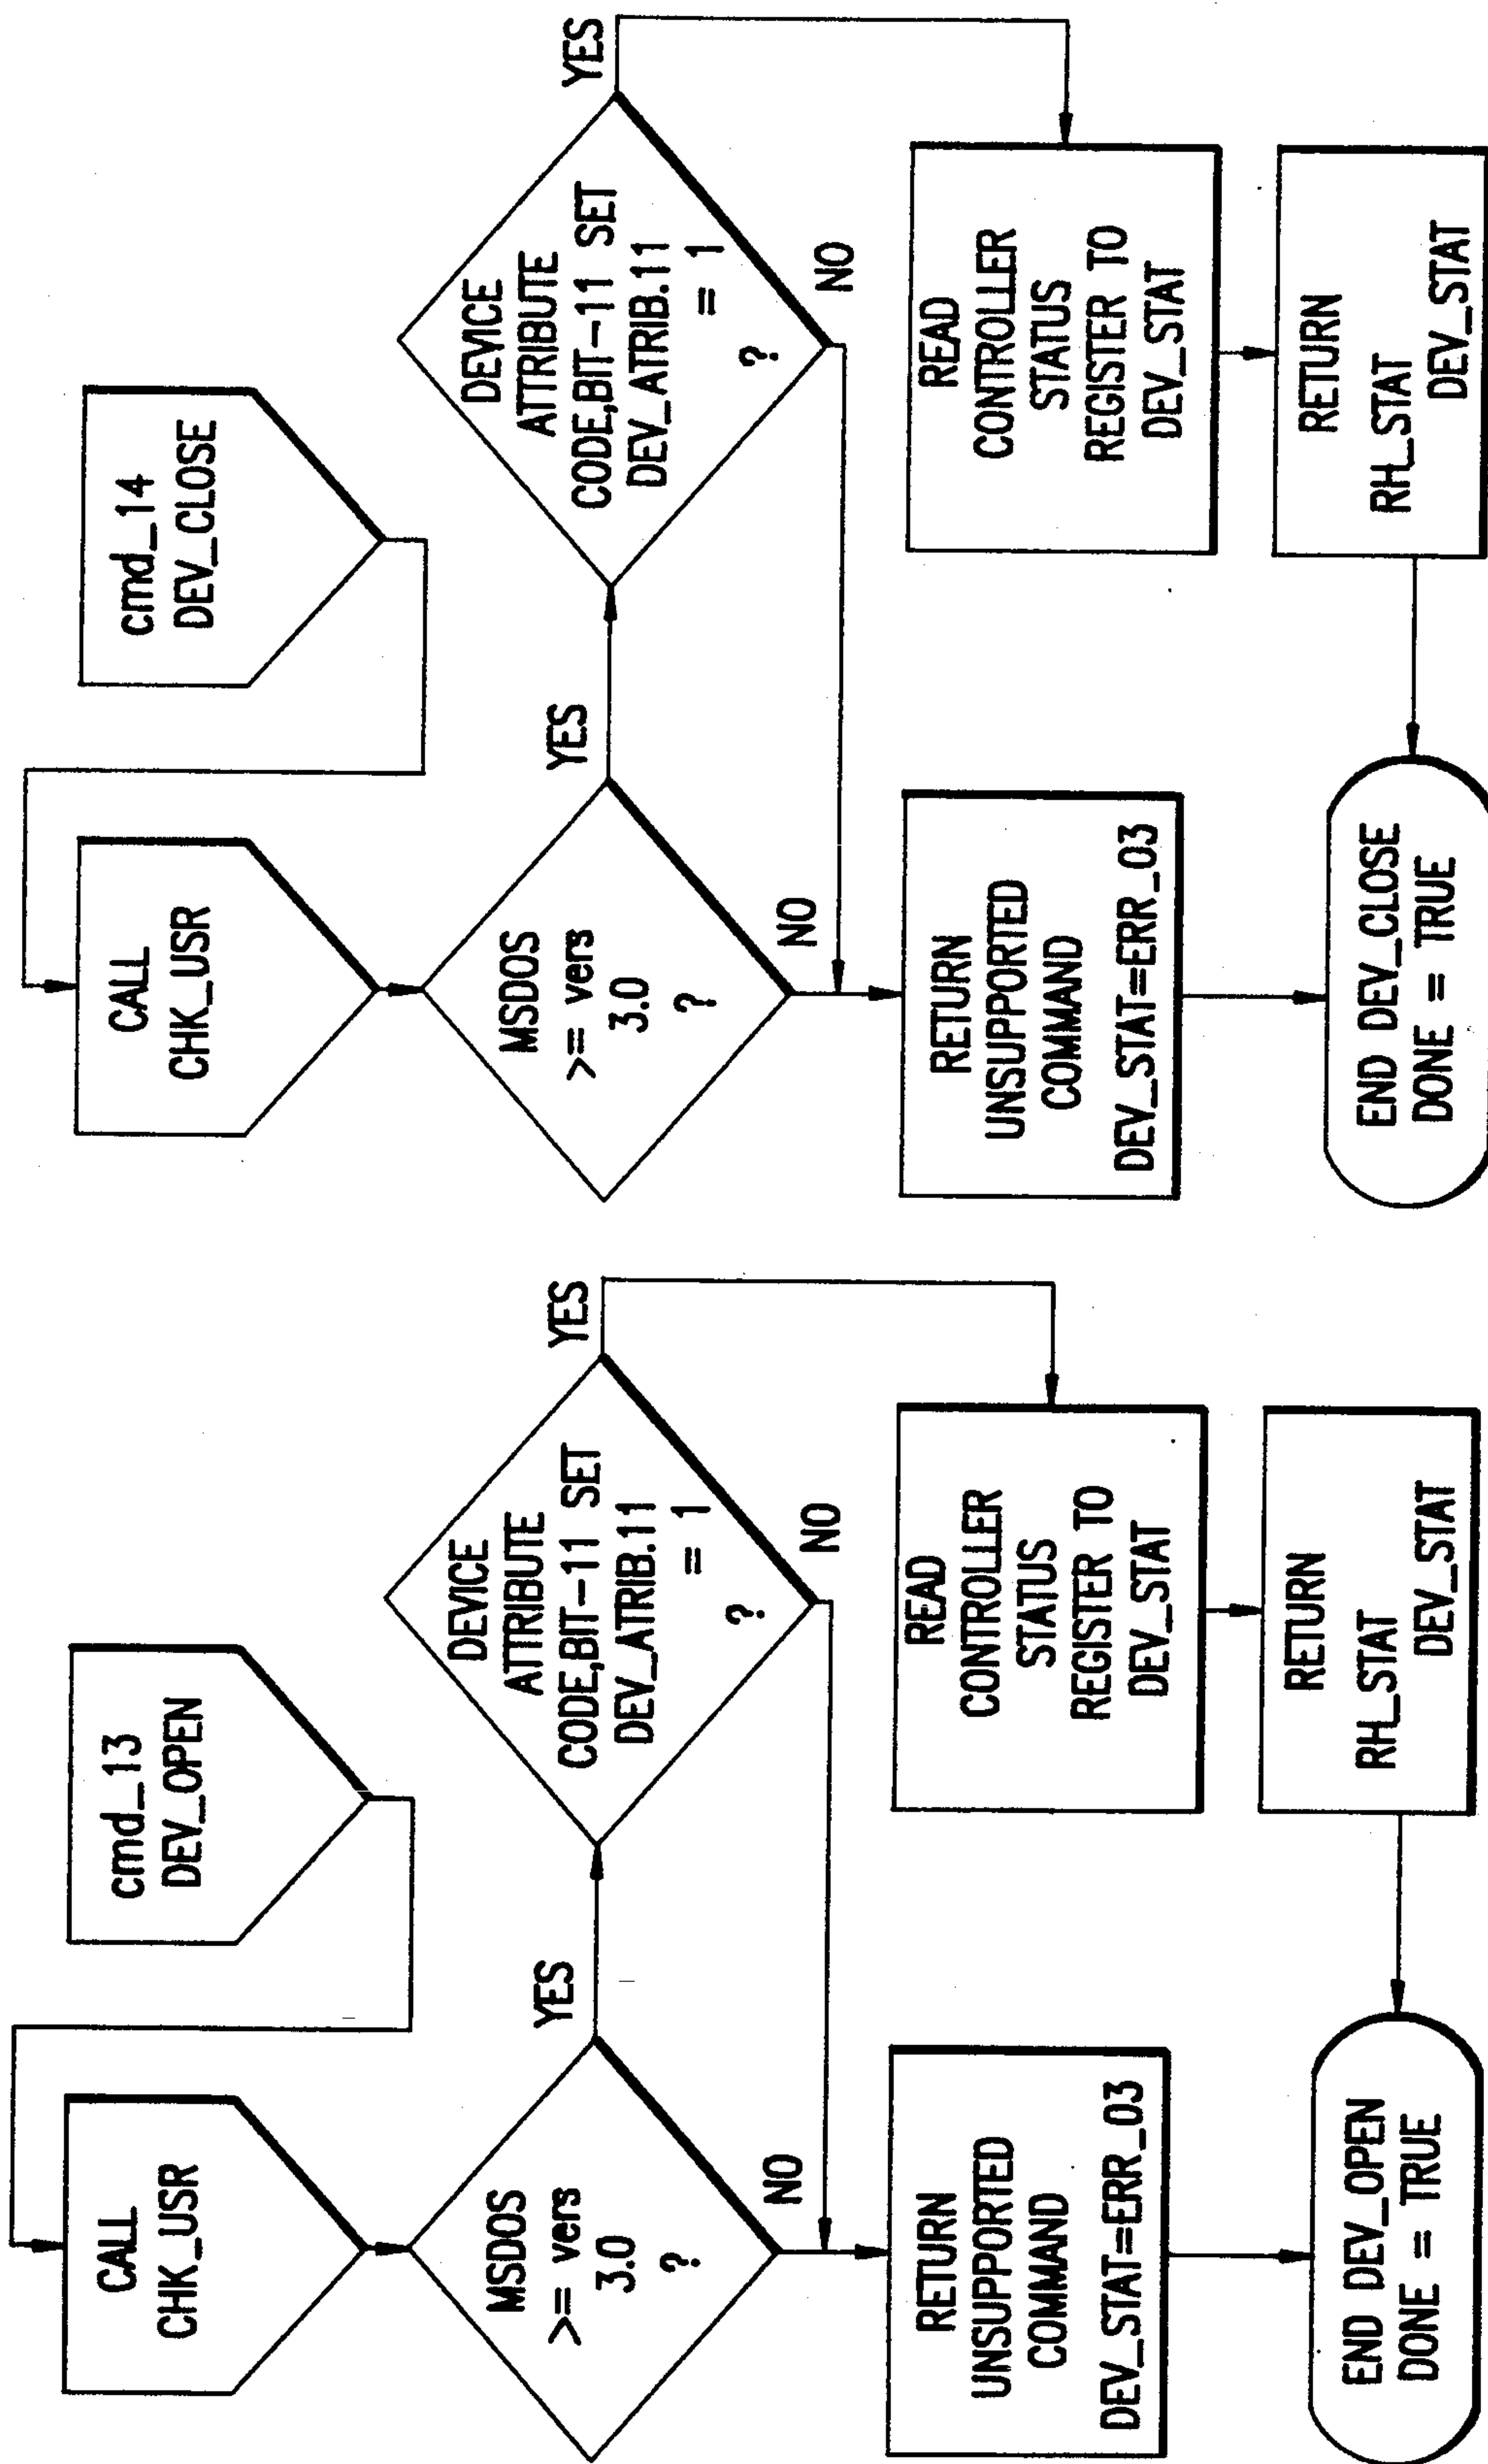 cmd_13
DEV_OPEN
CALL
CHK_USR
MSDOS
>= vers
3.0
?
YES
NO
DEVICE
ATTRIBUTE
CODE,BIT-11 SET
DEV_ATRIB.11
= 1
?
YES
NO
RETURN
UNSUPPORTED
COMMAND
DEV_STAT=ERR_03
READ
CONTROLLER
STATUS
REGISTER TO
DEV_STAT
RETURN
RH_STAT
DEV_STAT
END DEV_OPEN
DONE = TRUE
cmd_14
DEV_CLOSE
CALL
CHK_USR
MSDOS
>= vers
3.0
?
YES
NO
DEVICE
ATTRIBUTE
CODE,BIT-11 SET
DEV_ATRIB.11
= 1
?
YES
NO
RETURN
UNSUPPORTED
COMMAND
DEV_STAT=ERR_03
READ
CONTROLLER
STATUS
REGISTER TO
DEV_STAT
RETURN
RH_STAT
DEV_STAT
END DEV_CLOSE
DONE = TRUE